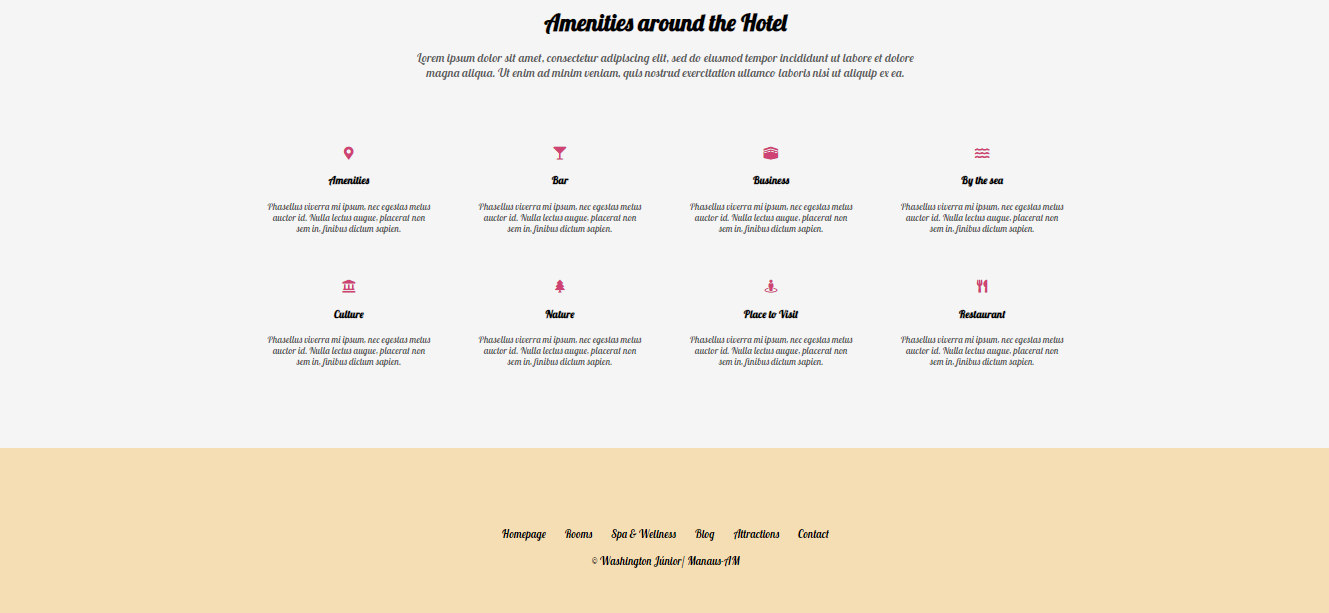 Amenities around the Hotel
Lorem ipsum dolor sit amet, consectetur adipiscing elit, sed do eiusmod tempor incididunt ut labore et dolore
magna aliqua. Ut enim ad minim veniam, quis nostrud exercitation ullamco laboris nisi ut aliquip ex ea.
Amenities
Phasellus viverra mi ipsum, nec egestas metus
auctor id. Nulla lectus augue, placerat non
sem in, finibus dictum sapien.
Bar
Phasellus viverra mi ipsum, nec egestas metus
auctor id. Nulla lectus augue, placerat non
sem in, finibus dictum sapien.
Business
Phasellus viverra mi ipsum, nec egestas metus
auctor id. Nulla lectus augue, placerat non
sem in, finibus dictum sapien.
By the sea
Phasellus viverra mi ipsum, nec egestas metus
auctor id. Nulla lectus augue, placerat non
sem in, finibus dictum sapien.
Culture
Phasellus viverra mi ipsum, nec egestas metus
auctor id. Nulla lectus augue, placerat non
sem in, finibus dictum sapien.
Nature
Phasellus viverra mi ipsum, nec egestas metus
auctor id. Nulla lectus augue, placerat non
sem in, finibus dictum sapien.
Place to Visit
Phasellus viverra mi ipsum, nec egestas metus
auctor id. Nulla lectus augue, placerat non
sem in, finibus dictum sapien.
Restaurant
Phasellus viverra mi ipsum, nec egestas metus
auctor id. Nulla lectus augue, placerat non
sem in, finibus dictum sapien.
Homepage Rooms Spa & Wellness Blog Attractions Contact
© Washington Júnior/ Manaus-AM